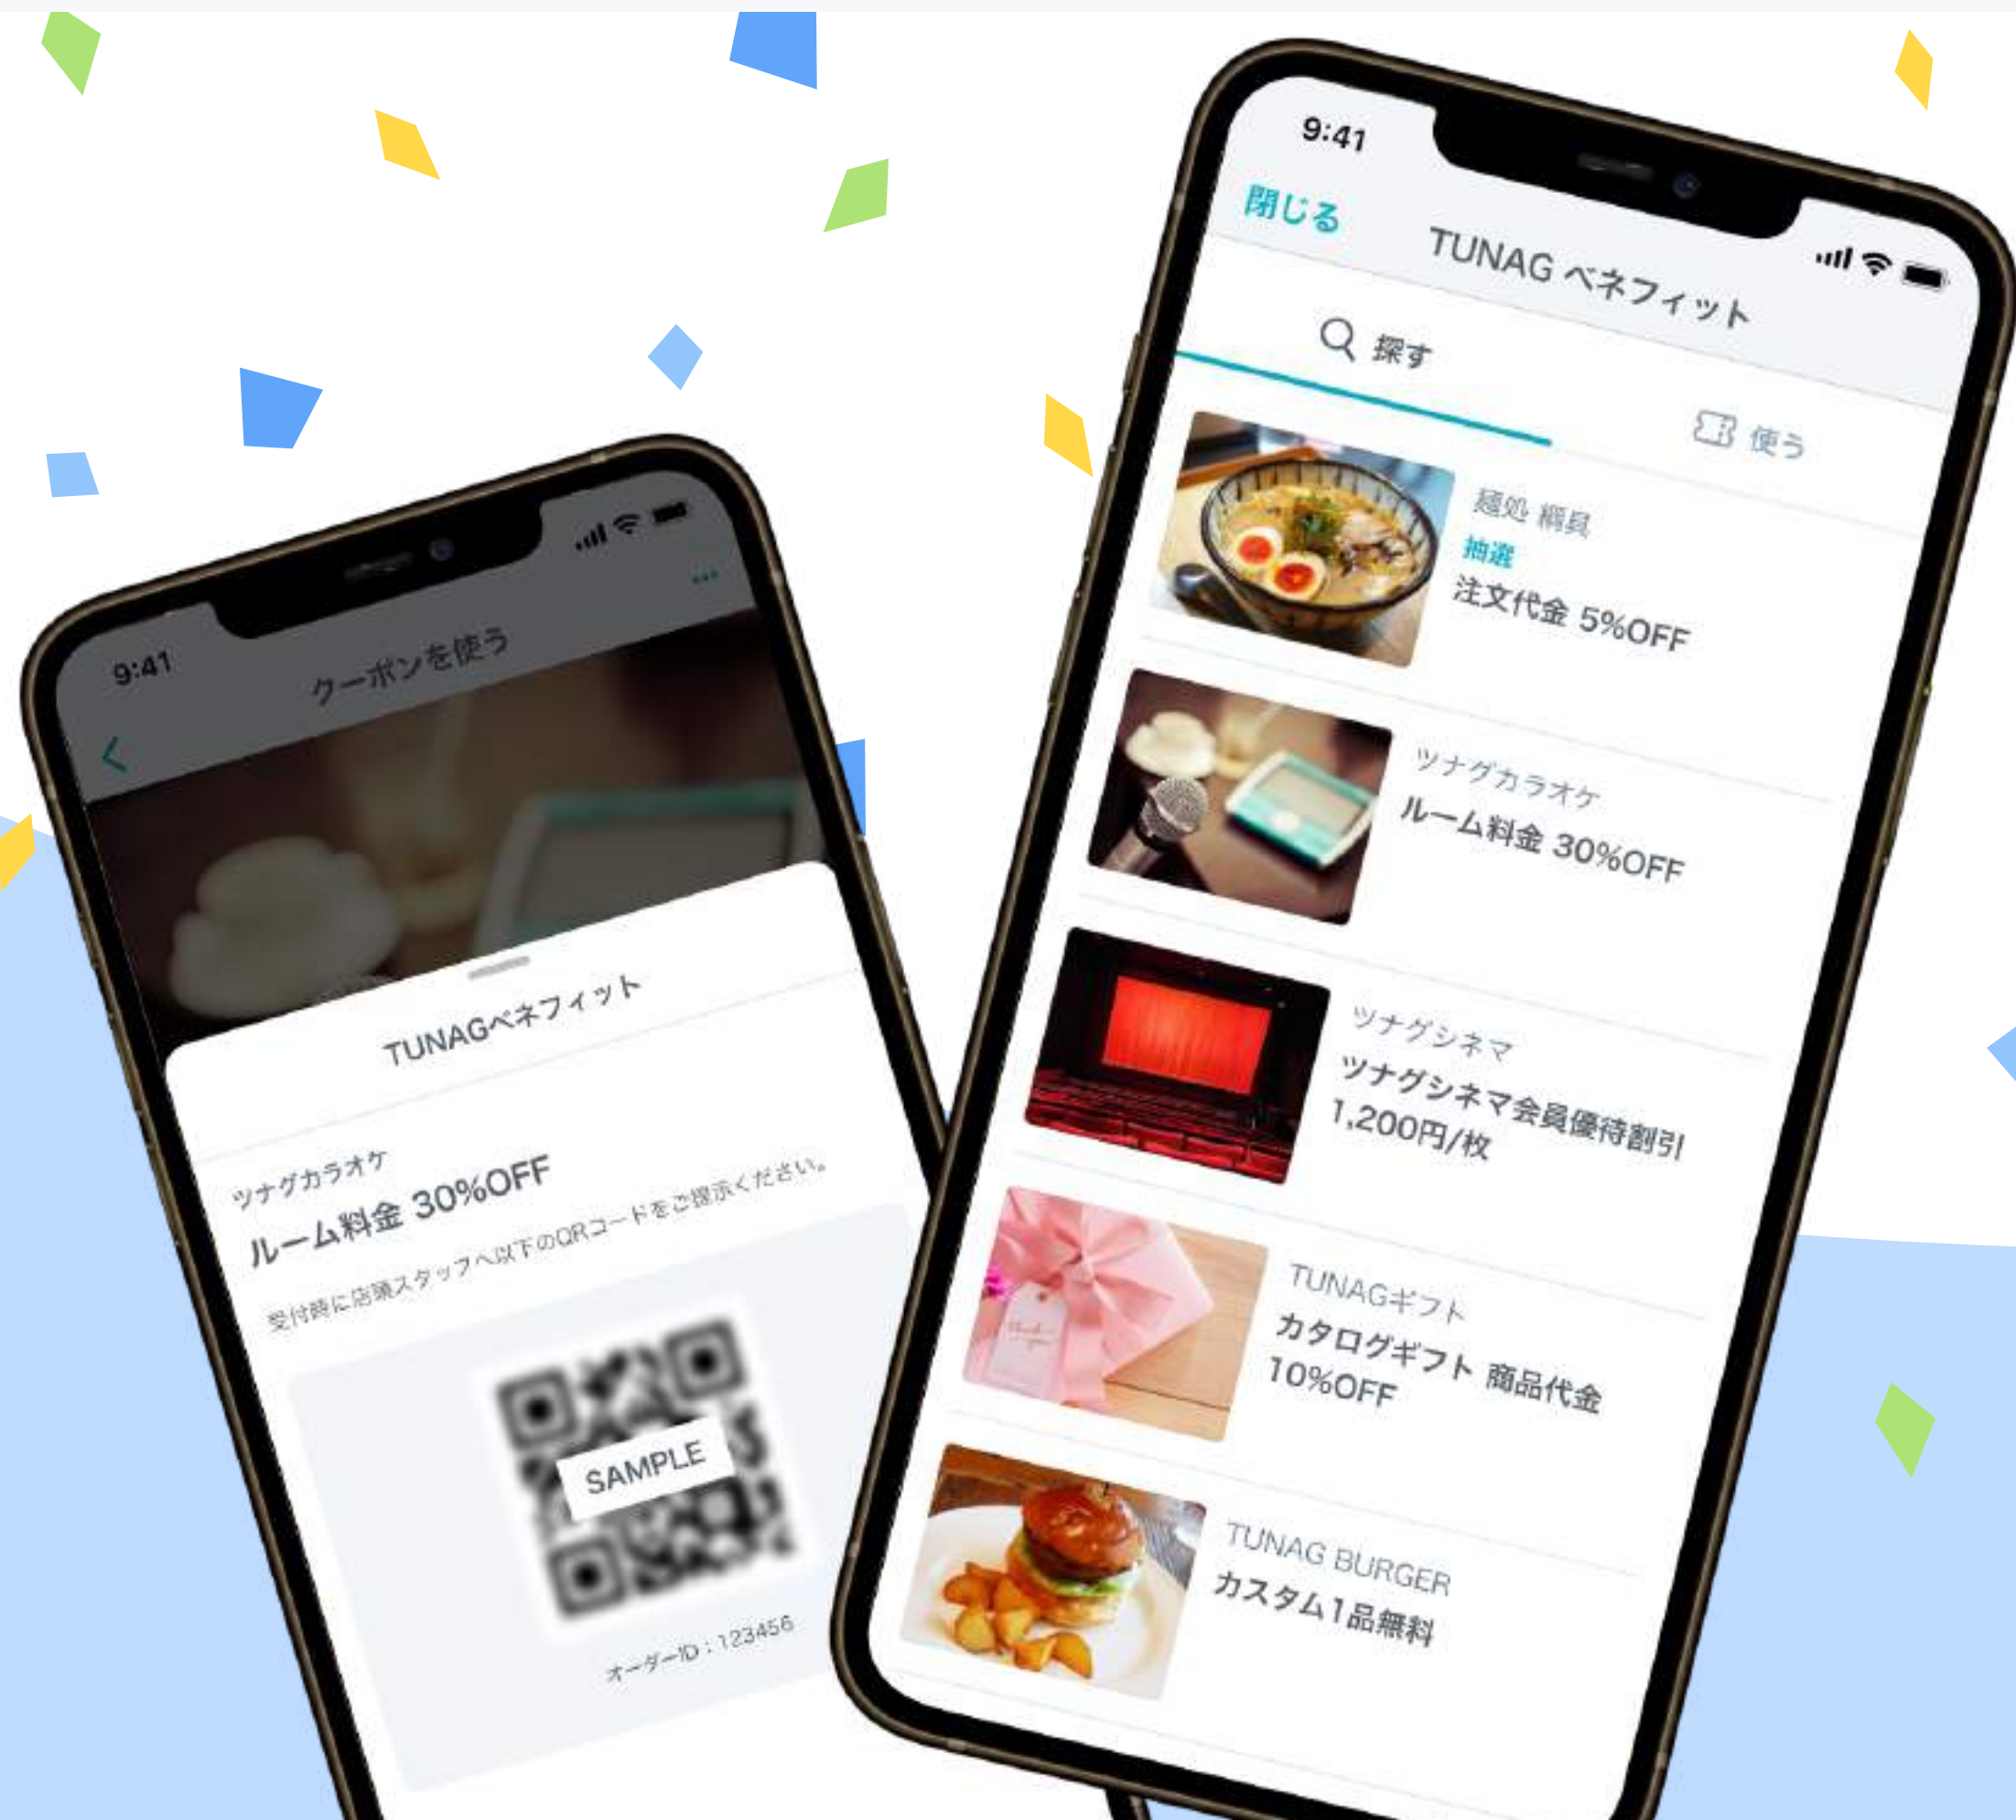 9:41
クーポンを使う
TUNAGベネフィット
ツナグカラオケ
ルーム料金 30%OFF
受付時に店頭スタッフへ以下のQRコードをご提示ください。
SAMPLE
オーダーID：123456
9:41
閉じる
TUNAG ベネフィット
探す
使う
麺処 綱具
抽選
注文代金 5%OFF
ツナグカラオケ
ルーム料金 30%OFF
ツナグシネマ
ツナグシネマ会員優待割引
1,200円/枚
TUNAGギフト
カタログギフト 商品代金
10%OFF
TUNAG BURGER
カスタム1品無料